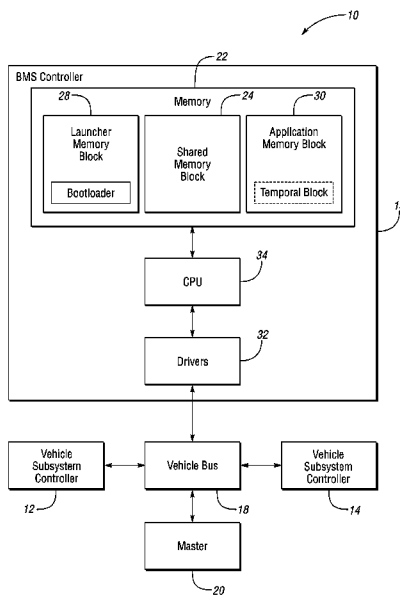 10
BMS Controller
22
Memory
28
24
30
Launcher
Memory
Block
Bootloader
Shared
Memory
Block
Application
Memory Block
Temporal Block
CPU
34
Drivers
32
Vehicle
Subsystem
Controller
12
Vehicle Bus
18
Vehicle
Subsystem
Controller
14
Master
20